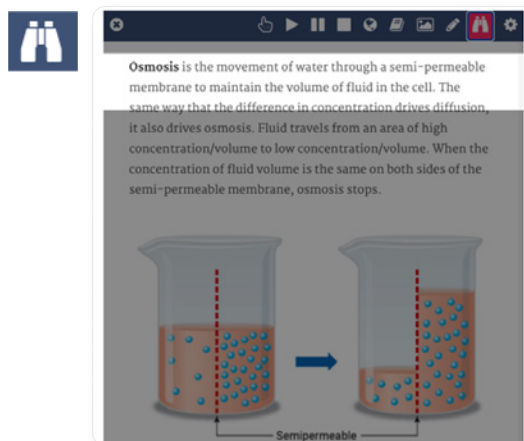 Osmosis is the movement of water through a semi-permeable
membrane to maintain the volume of fluid in the cell. The
same way that the difference in concentration drives diffusion,
it also drives osmosis. Fluid travels from an area of high
concentration/volume to low concentration/volume. When the
concentration of fluid volume is the same on both sides of the
semi-permeable membrane, osmosis stops.
Semipermeable